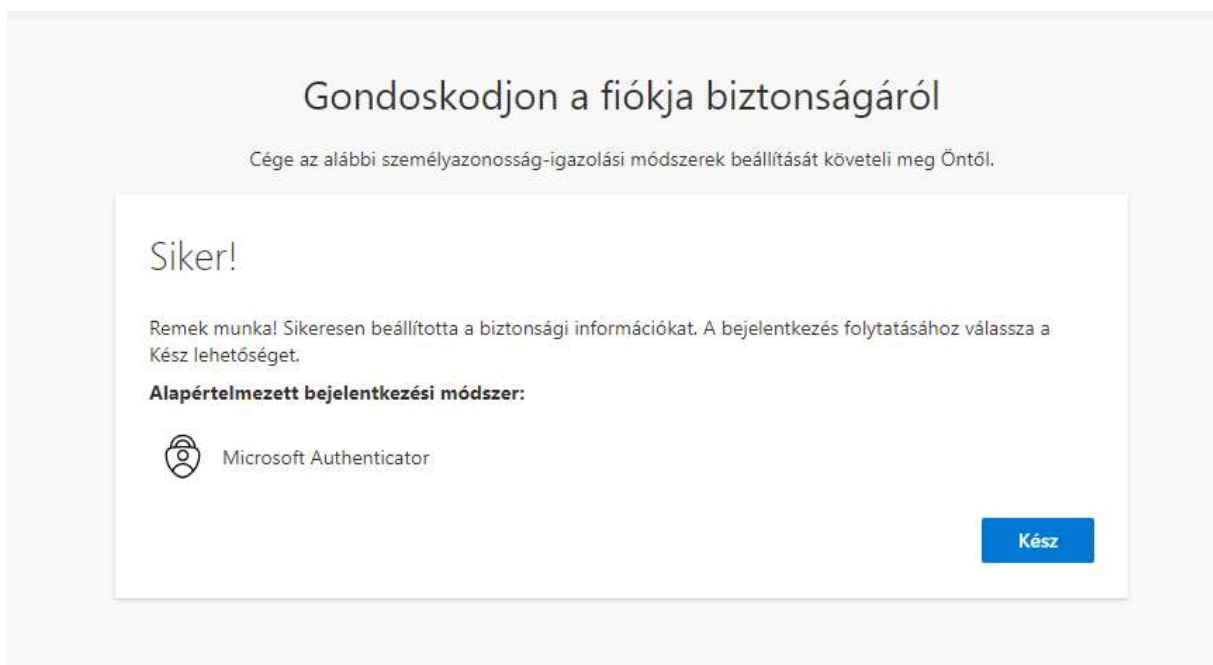 Gondoskodjon a fiókja biztonságáról
Cége az alábbi személyazonosság-igazolási módszerek beállítását követeli meg Öntől.
Siker!
Remek munka! Sikeresen beállította a biztonsági információkat. A bejelentkezés folytatásához válassza a
Kész lehetőséget.
Alapértelmezett bejelentkezési módszer:
Microsoft Authenticator
Kész